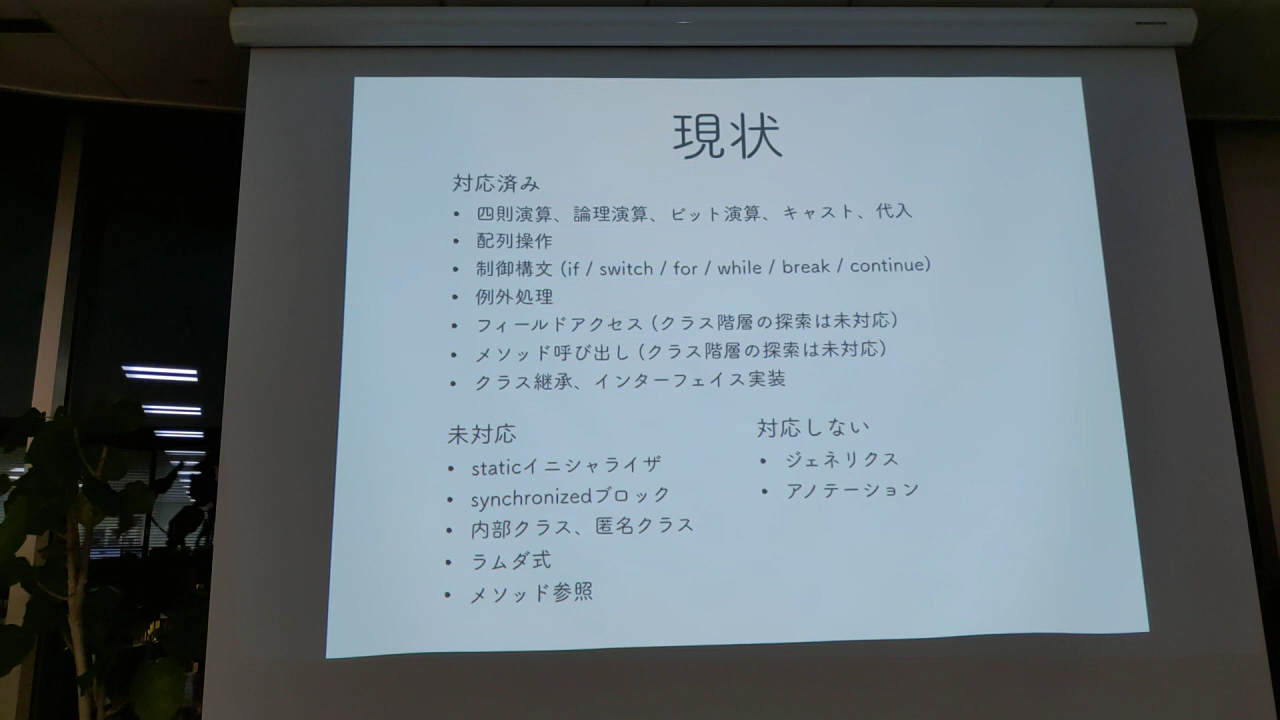 現状
対応済み
• 四則演算、論理演算、ビット演算、キャスト、代入
• 配列操作
• 制御構文 (if / switch / for / while / break / continue)
• 例外処理
• フィールドアクセス (クラス階層の探索は未対応)
• メソッド呼び出し (クラス階層の探索は未対応)
• クラス継承、インターフェイス実装
未対応
• staticイニシャライザ
• synchronizedブロック
• 内部クラス、匿名クラス
• ラムダ式
• メソッド参照
対応しない
• ジェネリクス
• アノテーション